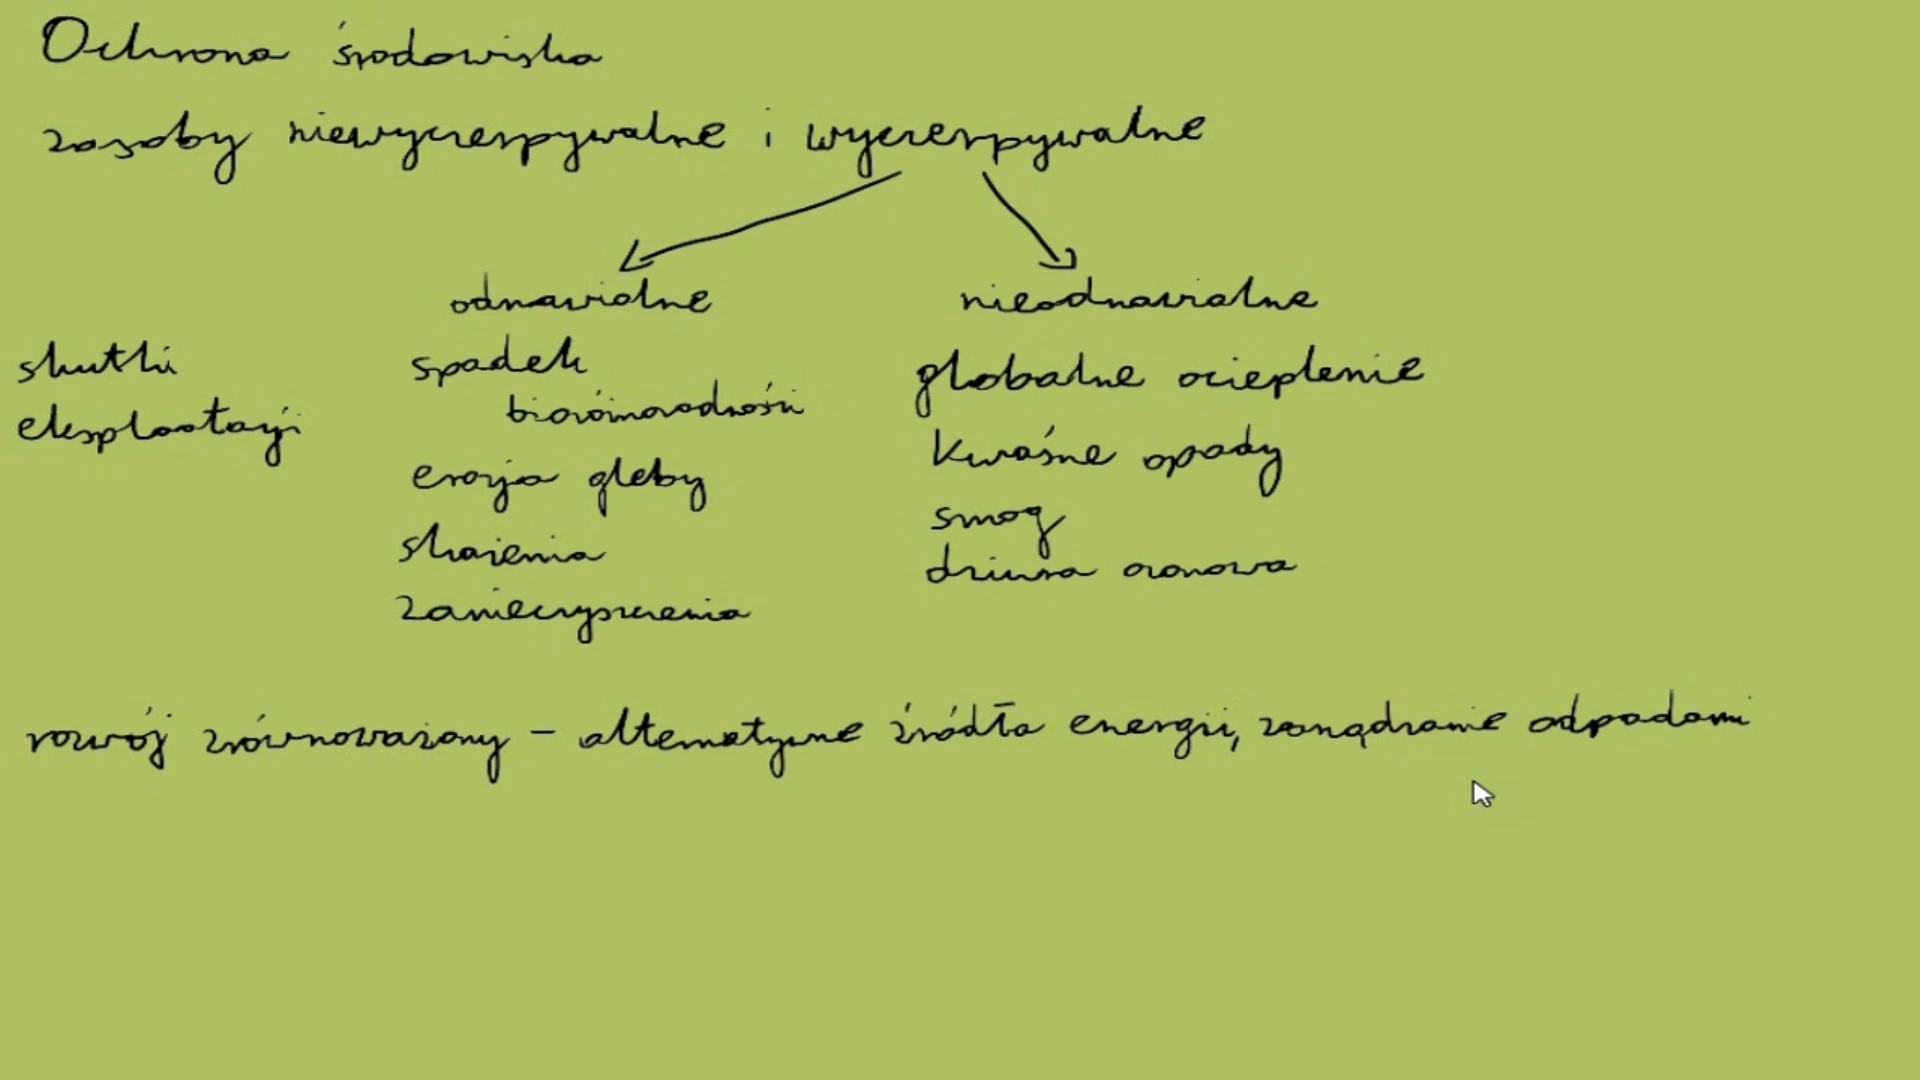 Ochrona środowiska
zasoby niewyczerpywalne i wyczerpywalne
odnawialne nieodnawialne
skutki eksploatacji
spadek bioróżnorodności
erozja gleby
skażenia
zanieczyszczenia
globalne ocieplenie
kwaśne opady
smog
dziura ozonowa
rozwój zrównoważony – alternatywne źródła energii, zarządzanie odpadami